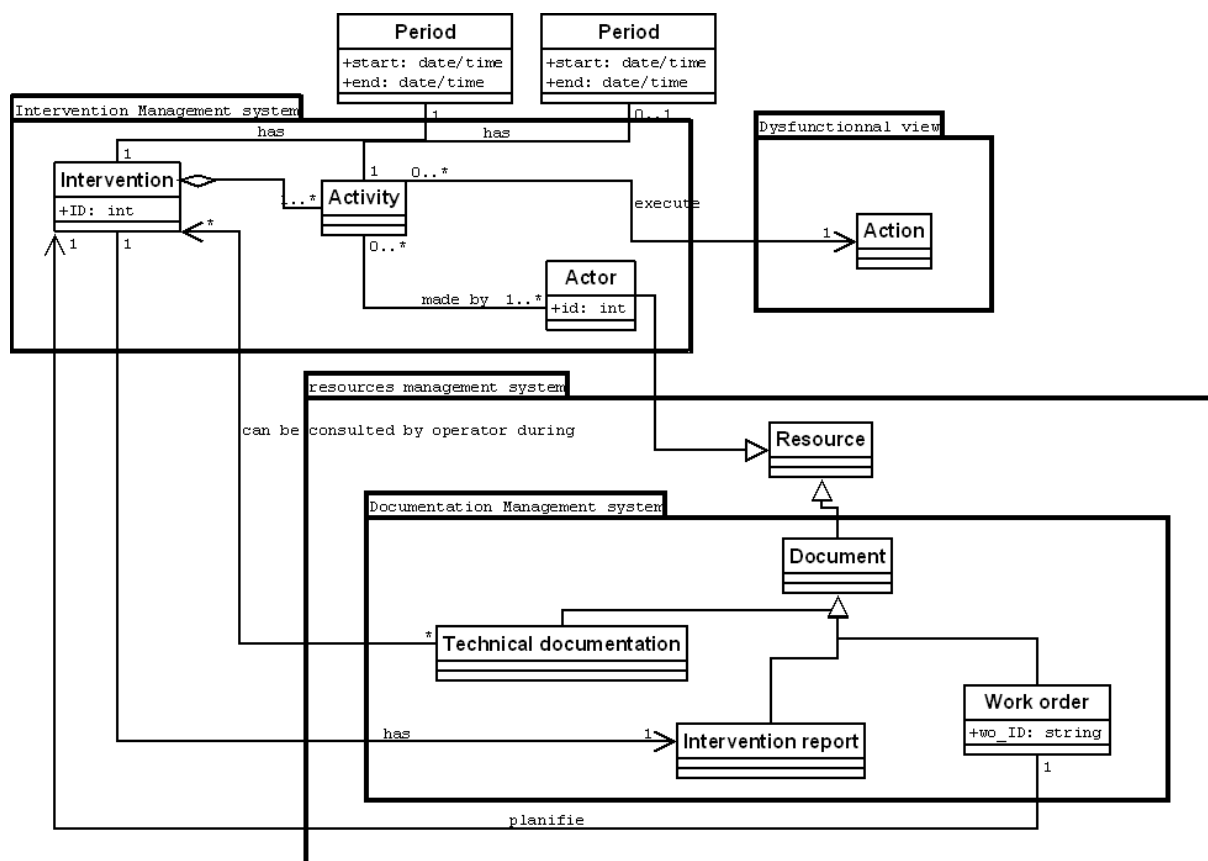 Period
+start: date/time
+end: date/time
Period
+start: date/time
+end: date/time
Intervention Management system
1
0..1
has
has
Dysfunctionnal view
1
Intervention
+ID: int
1..*
1
Activity
0..*
execute
1
Action
*
1
1
0..*
made by
1..*
Actor
+id: int
resources management system
can be consulted by operator during
Resource
Documentation Management system
Document
*
Technical documentation
has
1
Intervention report
Work order
+wo_ID: string
1
planifie